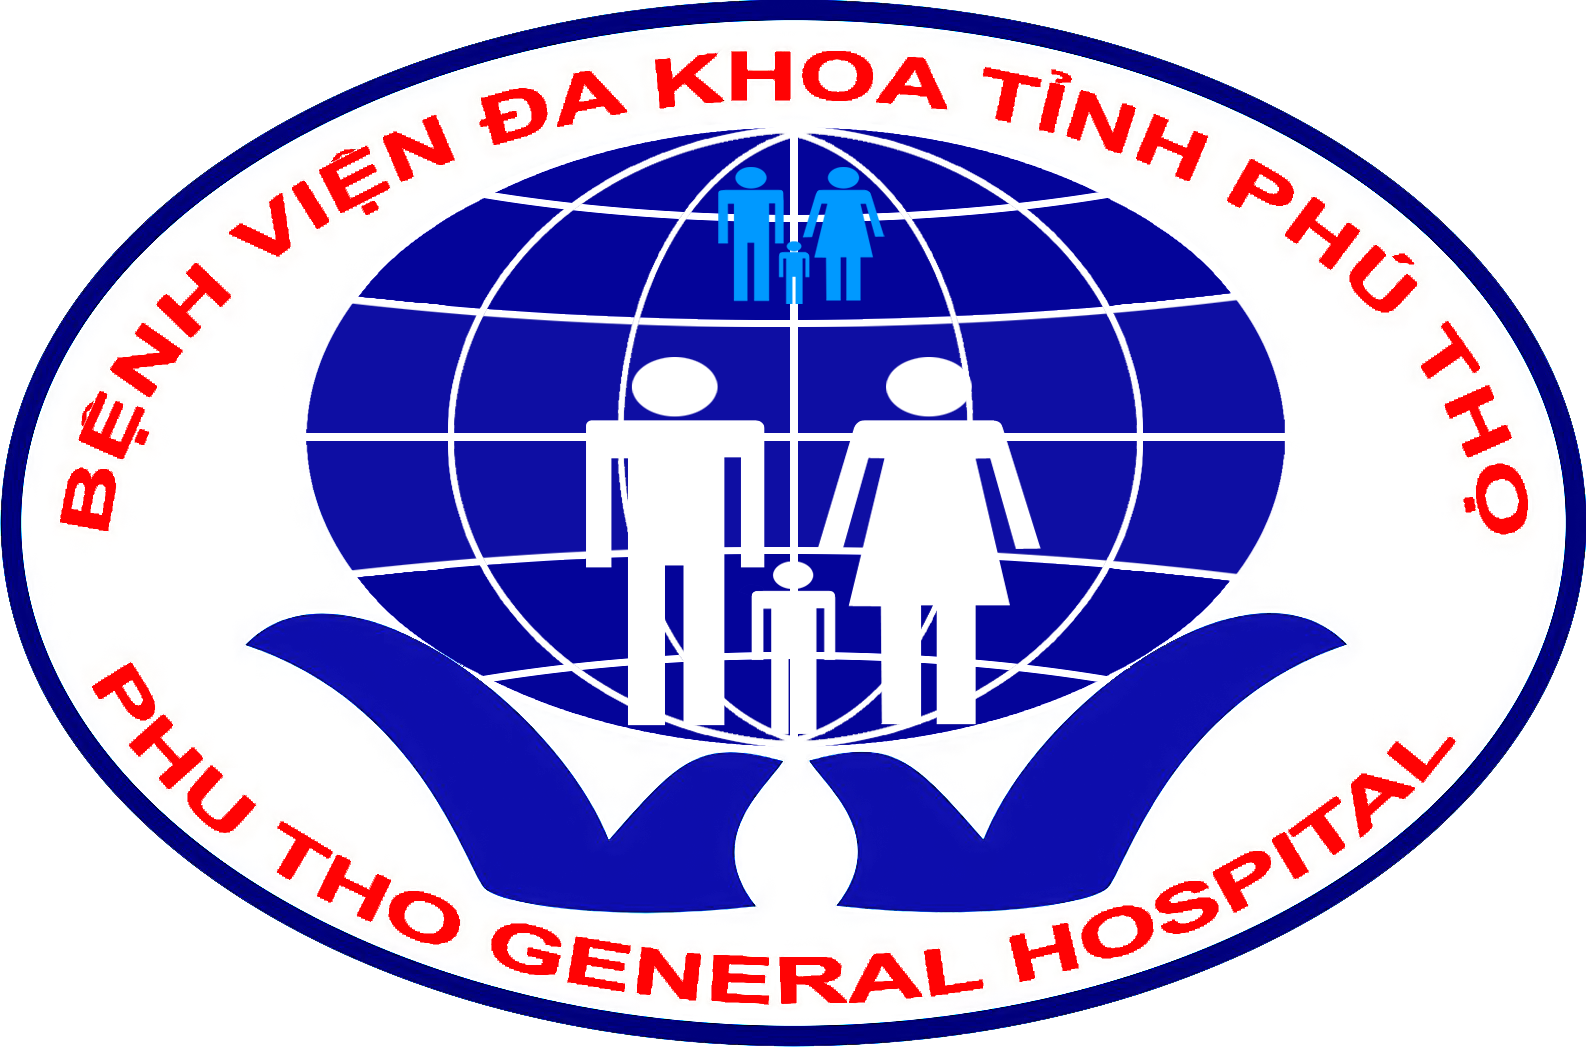 BỆNH VIỆN ĐA KHOA TỈNH PHÚ THỌ
PHU THO GENERAL HOSPITAL